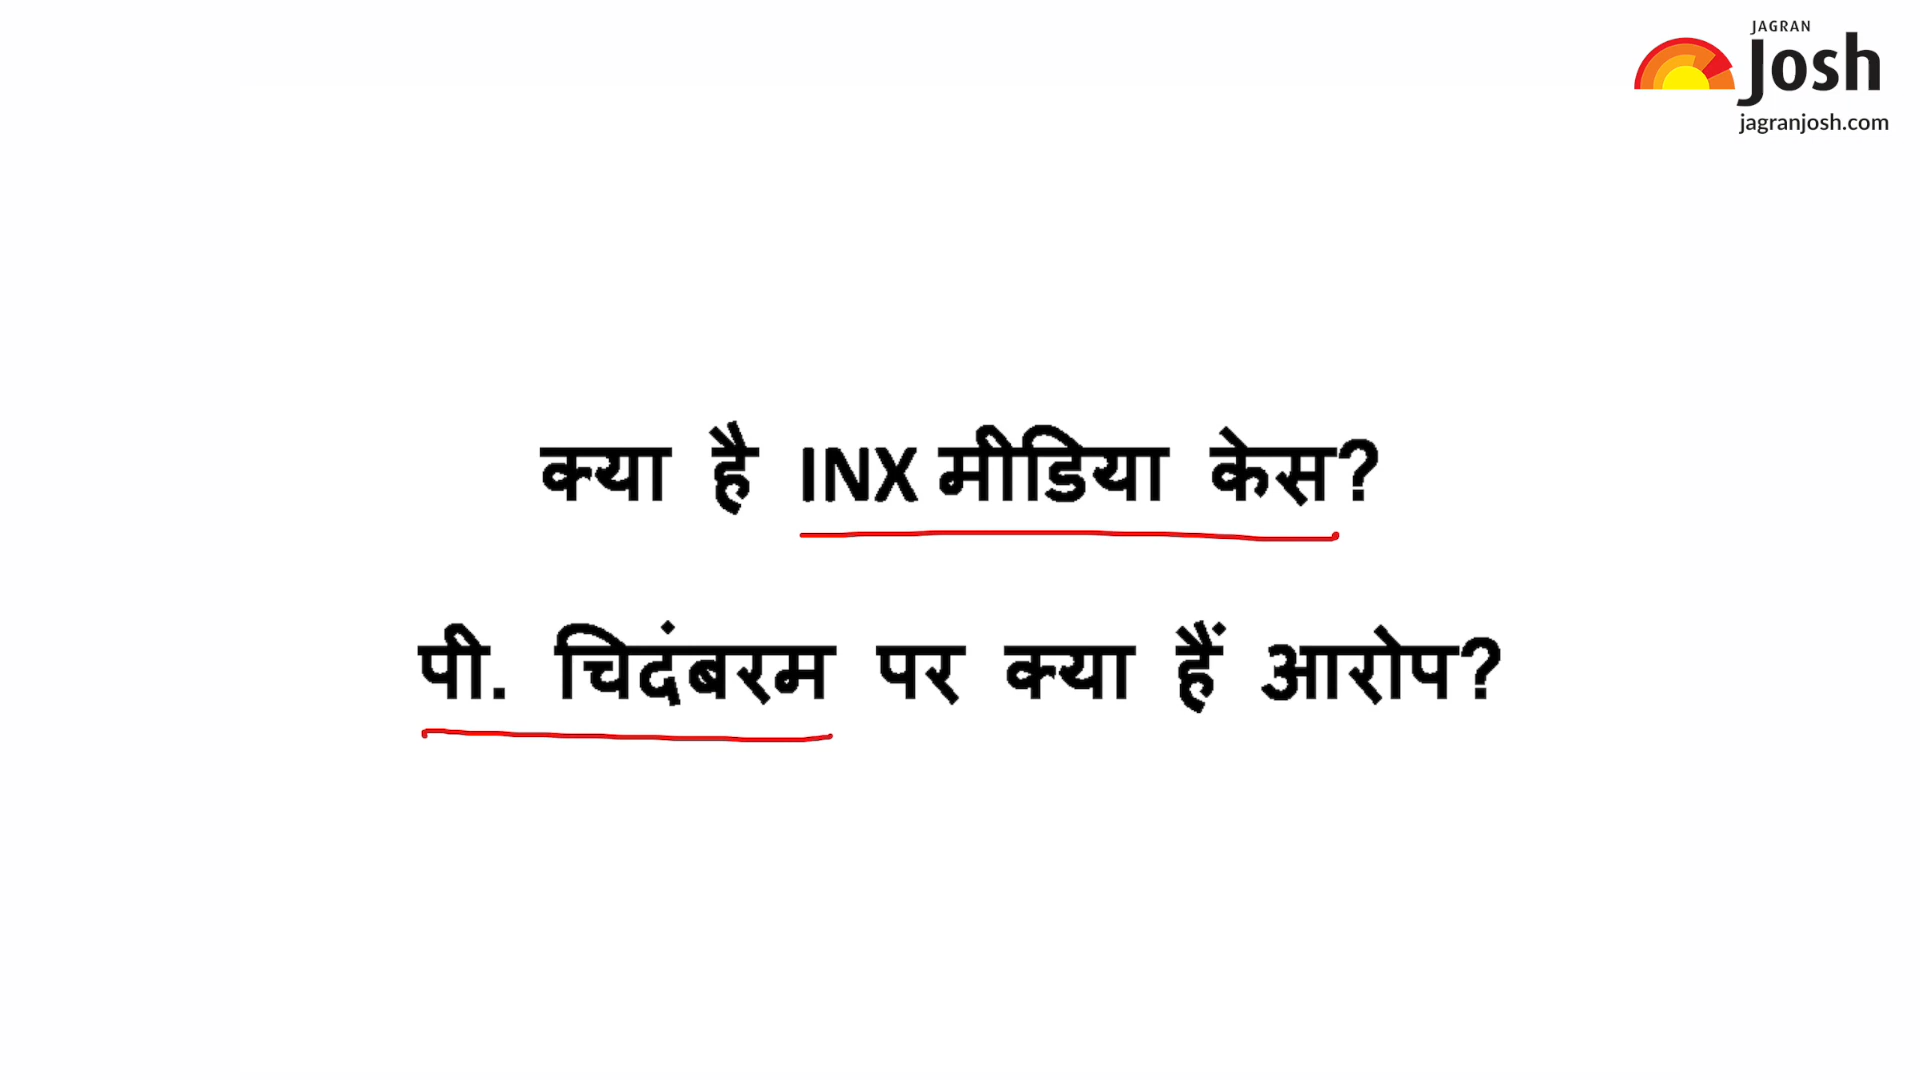 JAGRAN
Josh
jagranjosh.com
क्या है INX मीडिया केस?
पी. चिदंबरम पर क्या हैं आरोप?